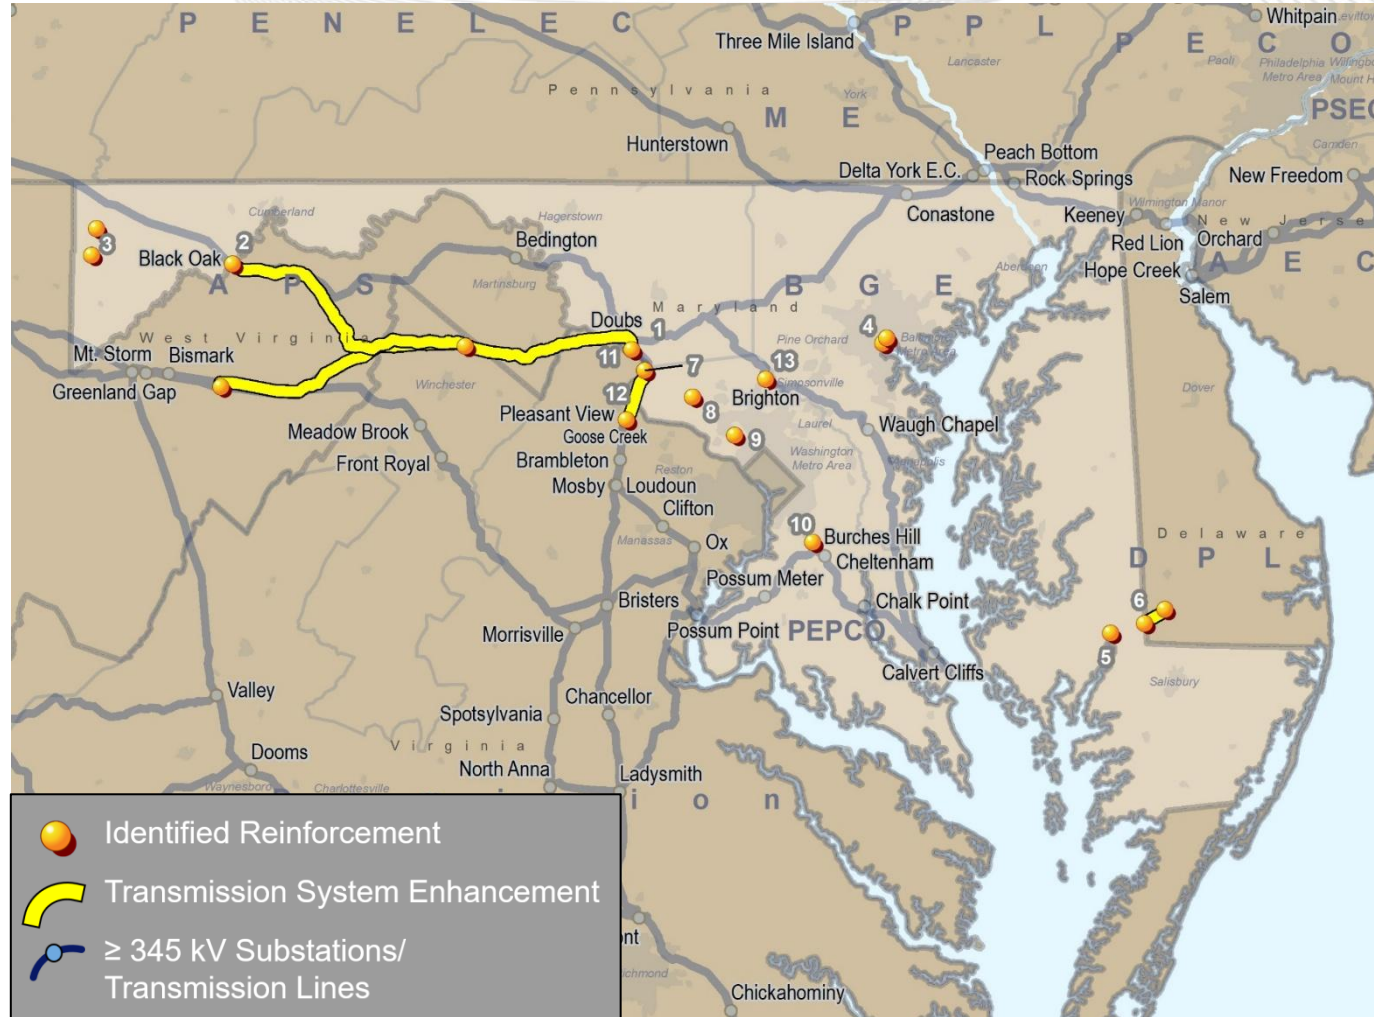 P E N E L E C
P P L
P E C O
Whitpain
Three Mile Island
Lancaster
Paoli
Philadelphia
Metro Area
Pennsylvania
York
M E
PSEG
Camden
Hunterstown
Peach Bottom
Delta York E.C.
Rock Springs
New Freedom
Conastone
Wilmington Manor
Keeney
New Jersey
Red Lion
Orchard
A E C
Hope Creek
Salem
3
Cumberland
2
Black Oak
Hagerstown
Bedington
Martinsburg
A P S
Aberdeen
B G E
Maryland
West Virginia
Doubs
1
11
Pine Orchard
4
Baltimore
Metro Area
Mt. Storm
Bismark
Greenland Gap
Winchester
7
13
Simpsonville
12
8
Brighton
Dover
Pleasant View
Goose Creek
9
Laurel
Waugh Chapel
Meadow Brook
Front Royal
Brambleton
Reston
Washington
Metro Area
Annapolis
Mosby
Loudoun
Clifton
Manassas
Ox
10
Burches Hill
Cheltenham
Delaware
D P L
Possum Meter
Bristers
Chalk Point
6
Morrisville
Possum Point
PEPCO
5
Calvert Cliffs
Salisbury
Valley
Chancellor
Spotsylvania
Virginia
Dooms
North Anna
Ladysmith
Waynesboro
Charlottesville
i o n
Identified Reinforcement
Transmission System Enhancement
≥ 345 kV Substations/
Transmission Lines
Chickahominy